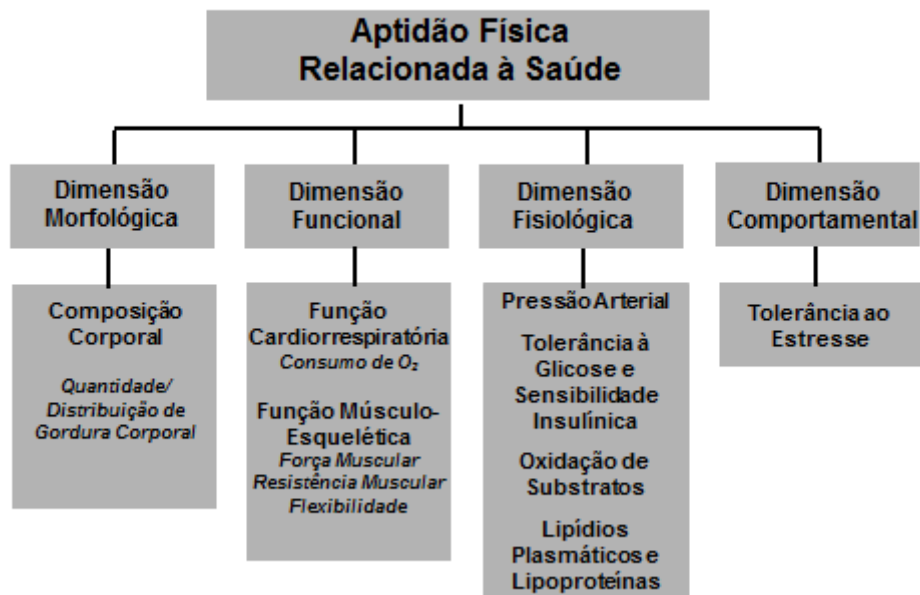 Aptidão Física
Relacionada à Saúde
Dimensão
Morfológica
Dimensão
Funcional
Dimensão
Fisiológica
Dimensão
Comportamental
Composição
Corporal
Quantidade/
Distribuição de
Gordura Corporal
Função
Cardiorrespiratória
Consumo de O₂
Função Músculo-
Esquelética
Força Muscular
Resistência Muscular
Flexibilidade
Pressão Arterial
Tolerância à
Glicose e
Sensibilidade
Insulínica
Oxidação de
Substratos
Lipídios
Plasmáticos e
Lipoproteínas
Tolerância ao
Estresse